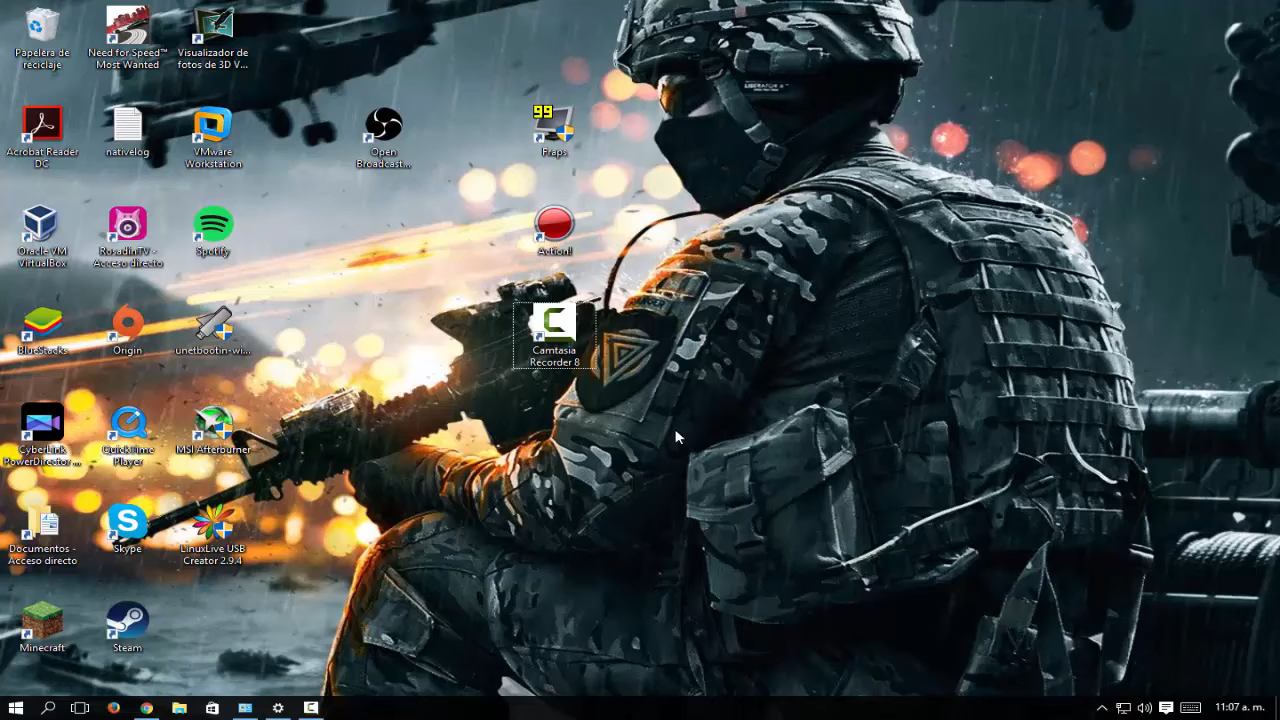 Papelera de
reciclaje
Need for Speed™
Most Wanted
Visualizador de
fotos de 3D V...
Acrobat Reader
DC
nativelog
VMware
Workstation
Open
Broadcast...
99
Fraps
Oracle VM
VirtualBox
RosadinTV -
Acceso directo
Spotify
Action!
BlueStacks
Origin
unetbootin-wi...
Camtasia
Recorder 8
CyberLink
PowerDirector ...
QuickTime
Player
MSI Afterburner
Documentos -
Acceso directo
Skype
LinuxLive USB
Creator 2.9.4
Minecraft
Steam
11:07 a. m.